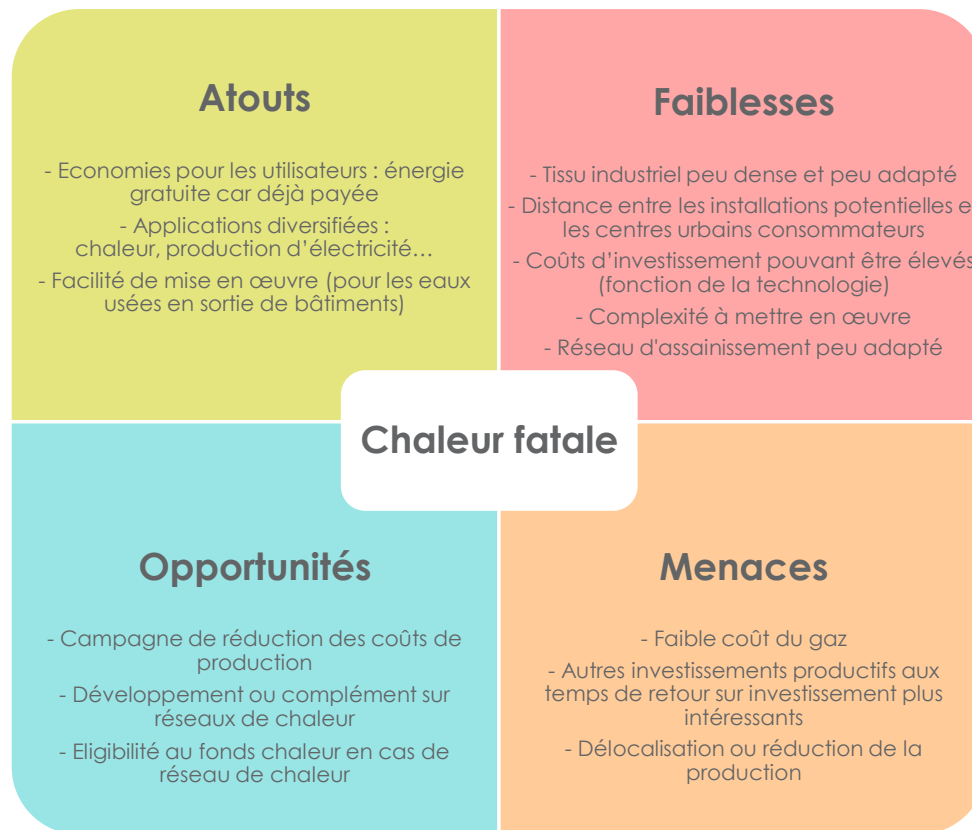 Atouts
- Economies pour les utilisateurs : énergie
gratuite car déjà payée
- Applications diversifiées :
chaleur, production d'électricité…
- Facilité de mise en œuvre (pour les eaux
usées en sortie de bâtiments)
Faiblesses
- Tissu industriel peu dense et peu adapté
- Distance entre les installations potentielles e
les centres urbains consommateurs
- Coûts d'investissement pouvant être élevés
(fonction de la technologie)
- Complexité à mettre en œuvre
- Réseau d'assainissement peu adapté
Chaleur fatale
Opportunités
- Campagne de réduction des coûts de
production
- Développement ou complément sur
réseaux de chaleur
- Eligibilité au fonds chaleur en cas de
réseau de chaleur
Menaces
- Faible coût du gaz
- Autres investissements productifs aux
temps de retour sur investissement plus
intéressants
- Délocalisation ou réduction de la
production